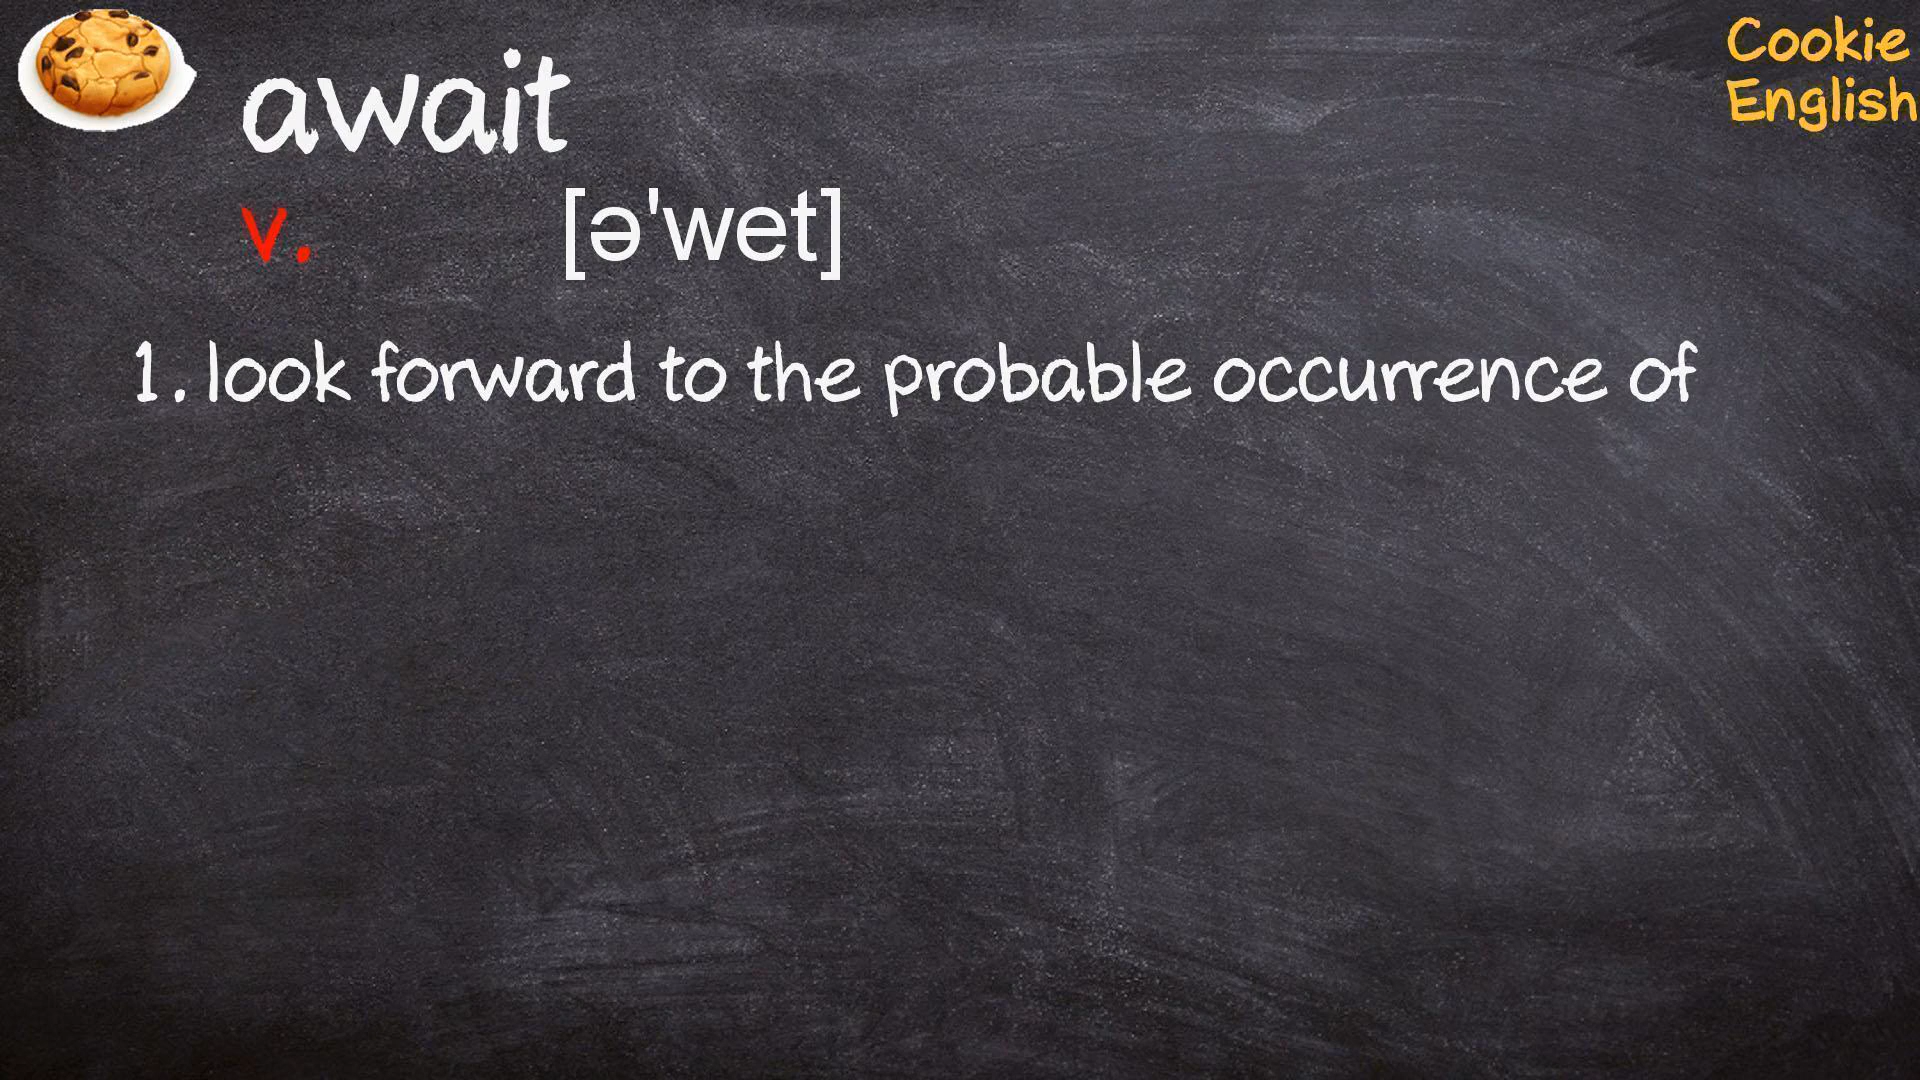 await
Cookie
English
v. [ə'wet]
1. look forward to the probable occurrence of